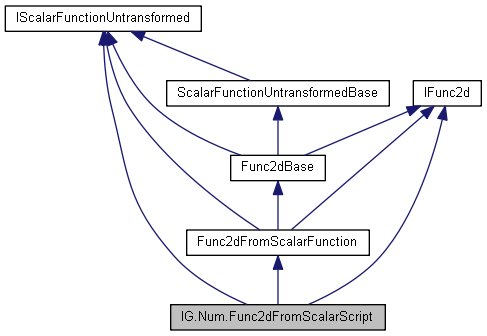 IScalarFunctionUntransformed
ScalarFunctionUntransformedBase
IFunc2d
Func2dBase
Func2dFromScalarFunction
IG.Num.Func2dFromScalarScript